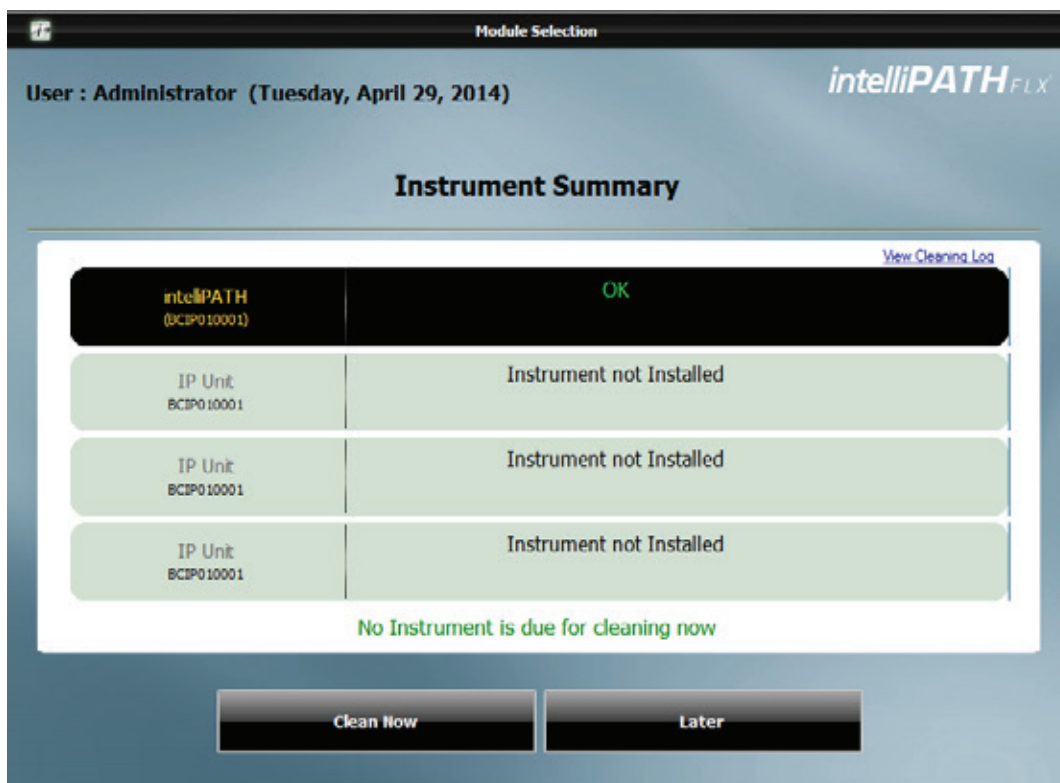 Module Selection
User : Administrator (Tuesday, April 29, 2014)
intelliPATH FLX
Instrument Summary
View Cleaning Log
intelliPATH
(BCIP010001)
OK
IP Unit
BCIP010001
Instrument not Installed
IP Unit
BCIP010001
Instrument not Installed
IP Unit
BCIP010001
Instrument not Installed
No Instrument is due for cleaning now
Clean Now
Later